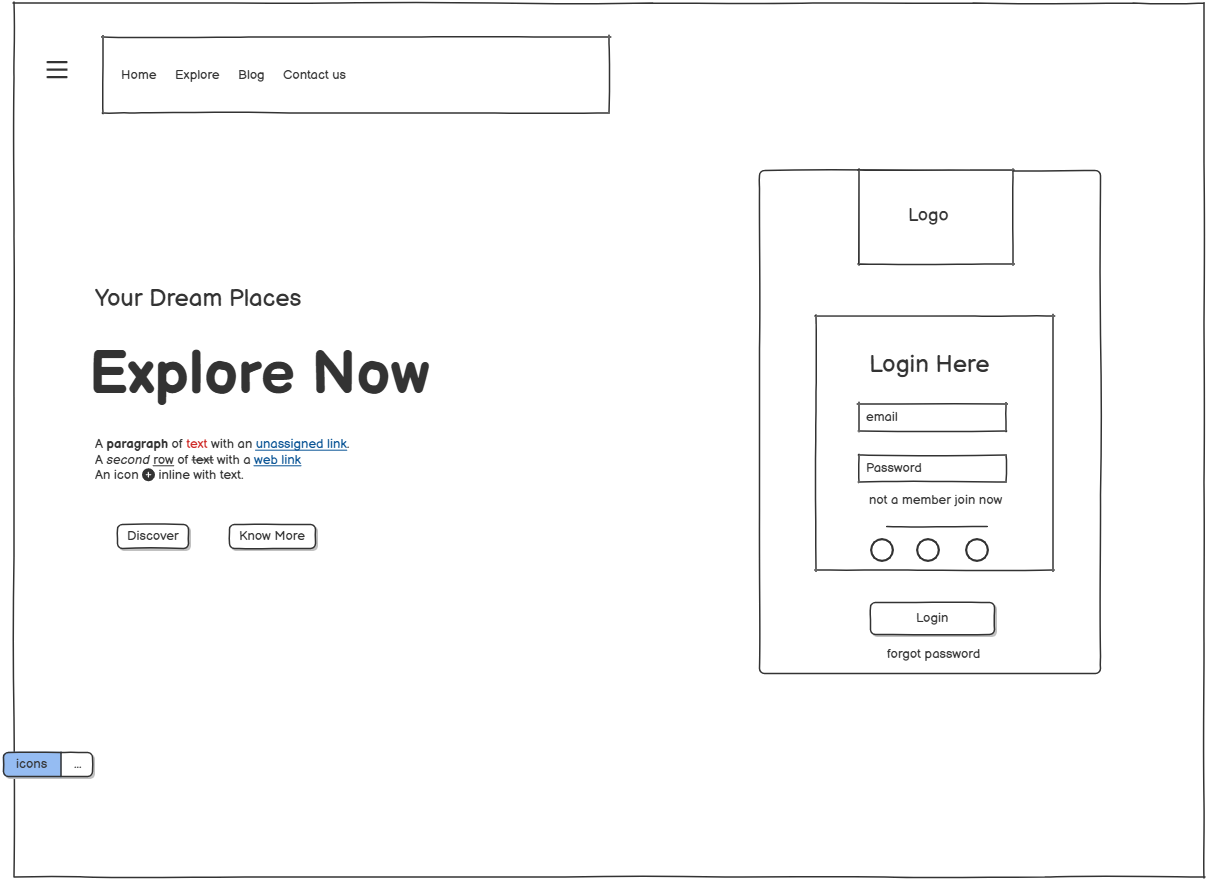 Home Explore Blog Contact us
Logo
Your Dream Places
Explore Now
A paragraph of text with an unassigned link.
A second row of text with a web link
An icon + inline with text.
Discover Know More
Login Here
email
Password
not a member join now
Login
forgot password
icons ...